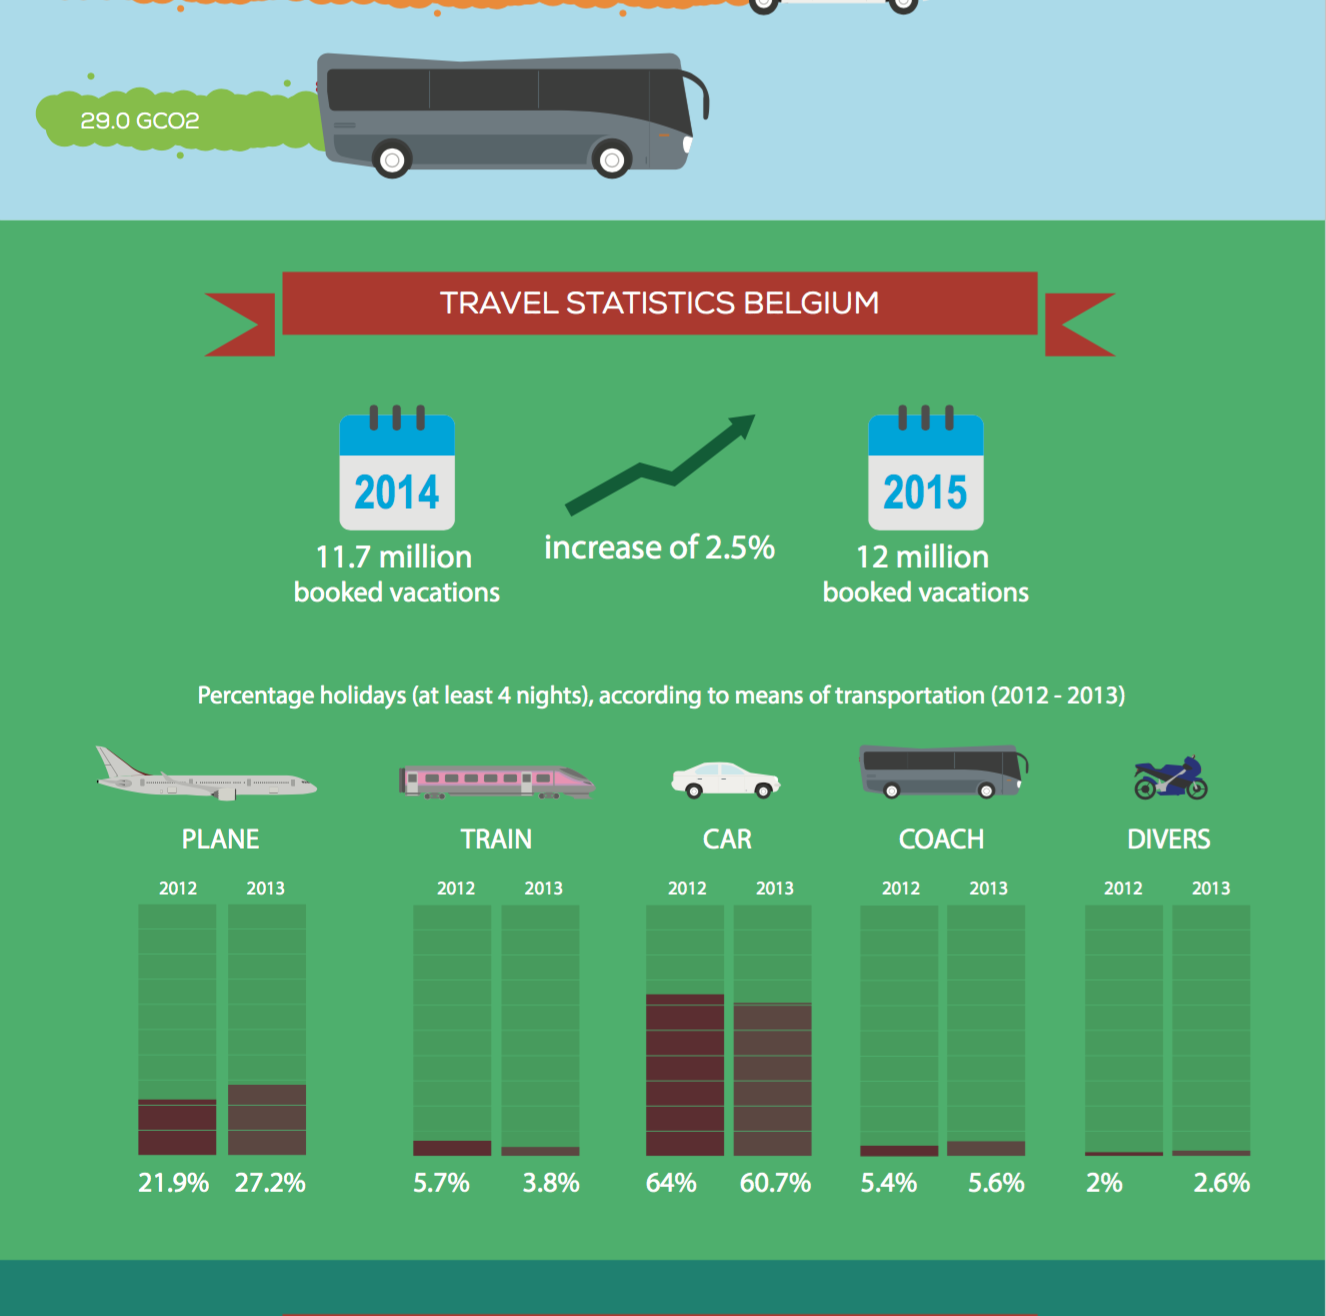 29.0 GCO2
TRAVEL STATISTICS BELGIUM
2014
11.7 million
booked vacations
increase of 2.5%
2015
12 million
booked vacations
Percentage holidays (at least 4 nights), according to means of transportation (2012 - 2013)
PLANE TRAIN CAR COACH DIVERS
2012 2013 2012 2013 2012 2013 2012 2013 2012 2013
21.9% 27.2% 5.7% 3.8% 64% 60.7% 5.4% 5.6% 2% 2.6%